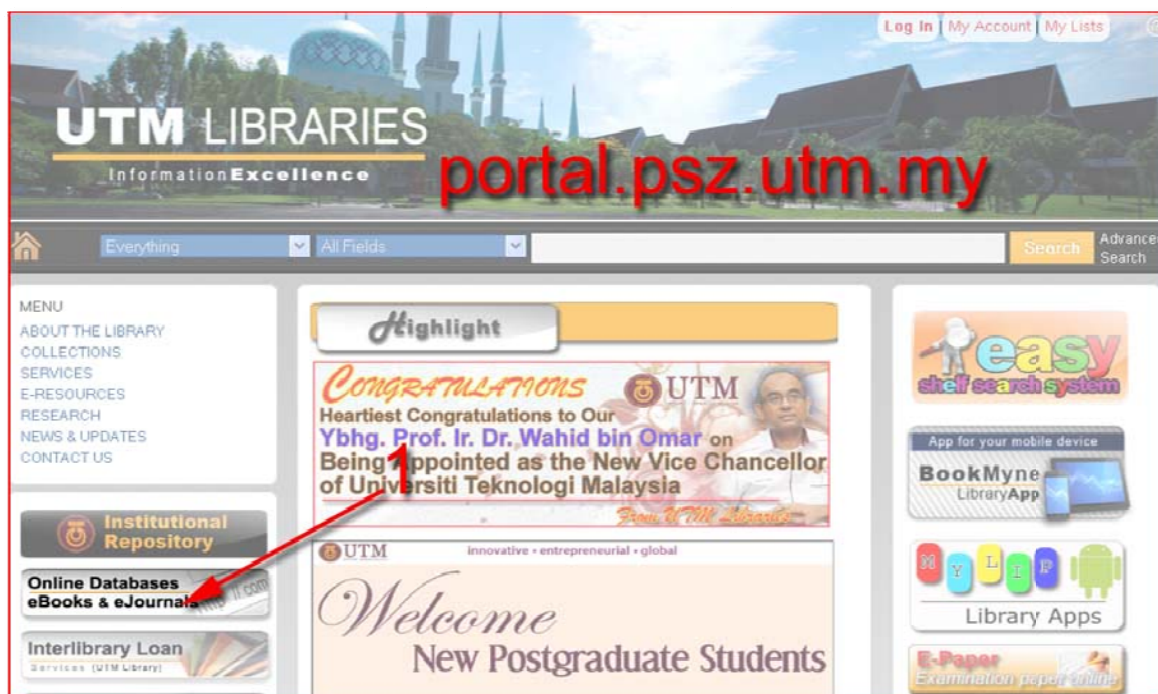 Log In | My Account | My Lists
UTM LIBRARIES
InformationExcellence
portal.psz.utm.my
Everything
All Fields
Search
Advance
Search
MENU
ABOUT THE LIBRARY
COLLECTIONS
SERVICES
E-RESOURCES
RESEARCH
NEWS & UPDATES
CONTACT US
Institutional
Repository
Online Databases
eBooks & eJournals
Interlibrary Loan
Services (UTM Library)
Highlight
CONGRATULATIONS
UTM
Heartiest Congratulations to Our
Ybhg. Prof. Ir. Dr. Wahid bin Omar on
Being Appointed as the New Vice Chancellor
of Universiti Teknologi Malaysia
From UTM Libraries
1
UTM
innovative • entrepreneurial • global
Welcome
New Postgraduate Students
easy
shelf search system
App for your mobile device
BookMyne
LibraryApp
MYLIP
Library Apps
E-Paper
Examination paper online